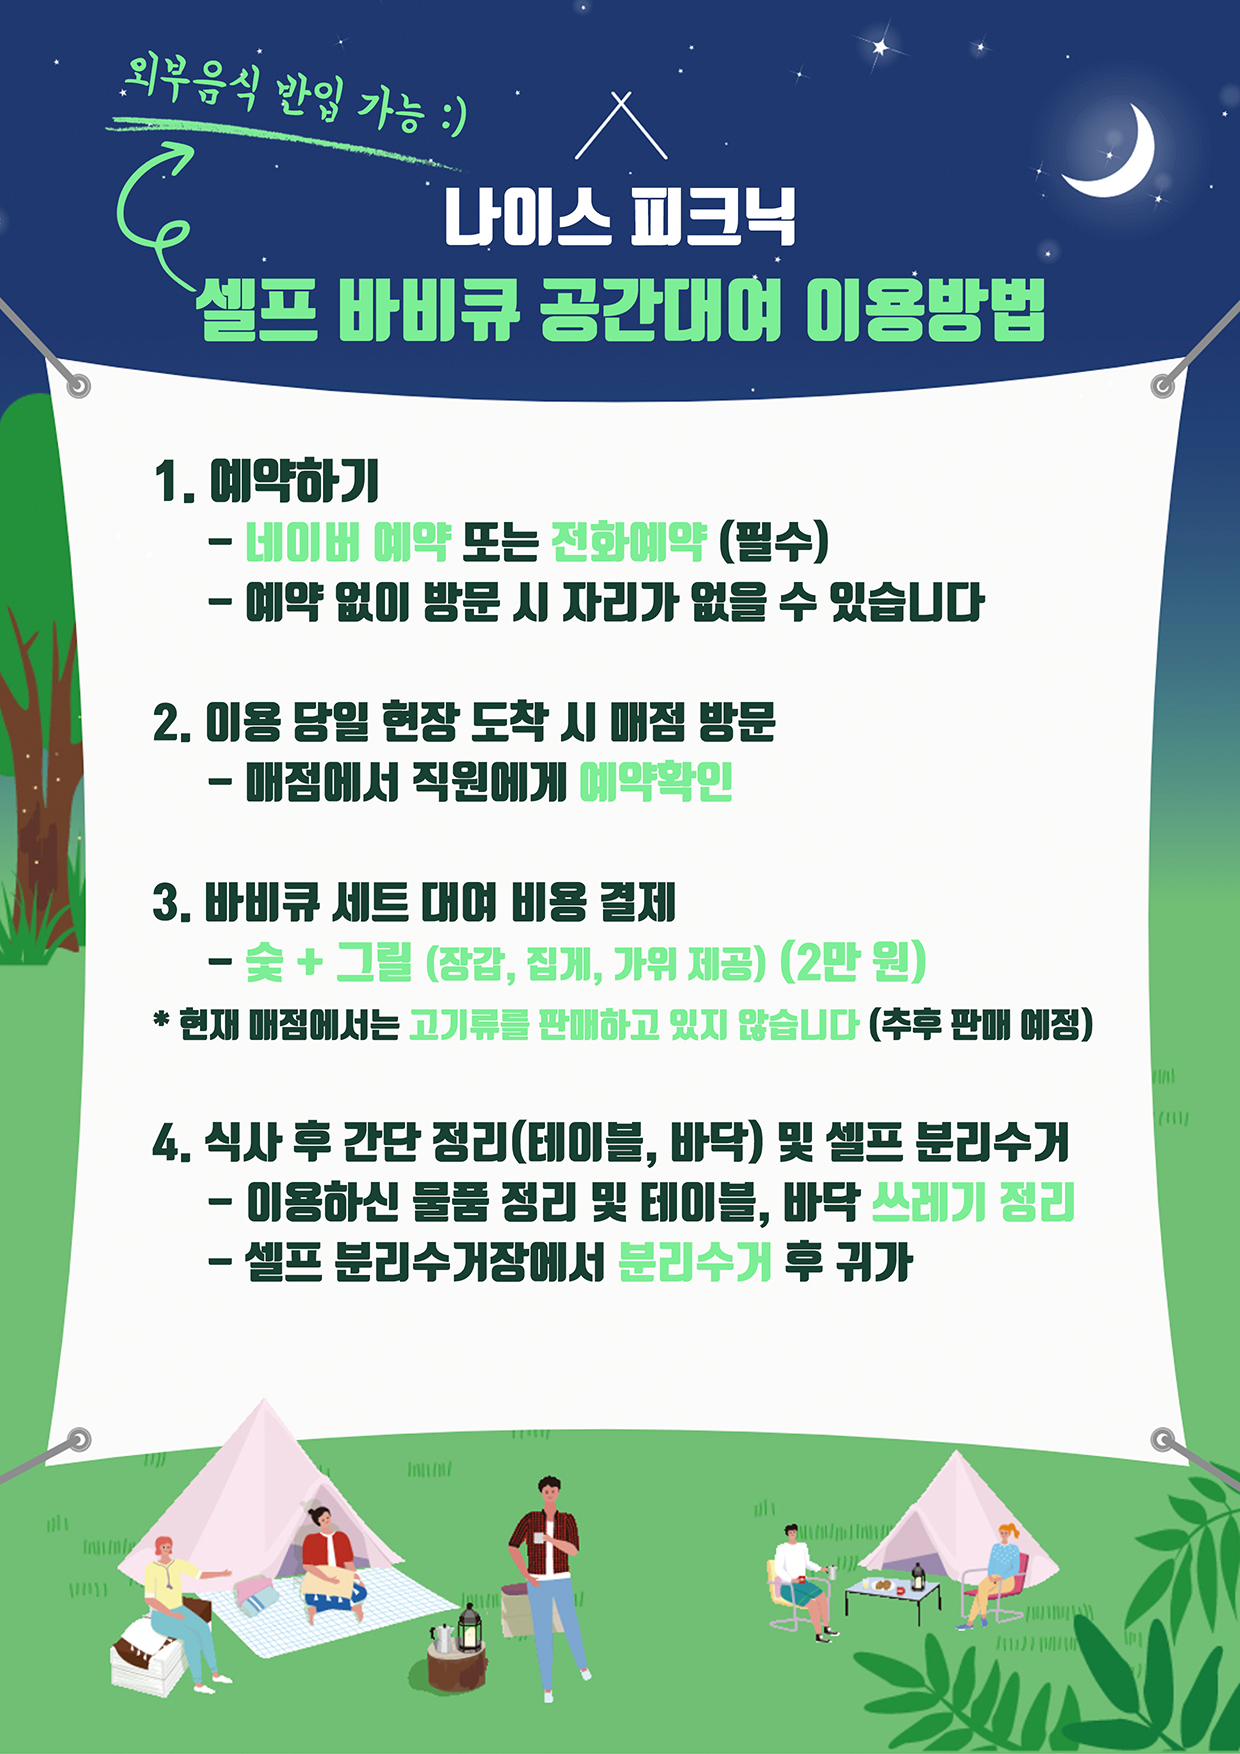 외부음식 반입 가능 :)
나이스 피크닉
셀프 바비큐 공간대여 이용방법
1. 예약하기
- 네이버 예약 또는 전화예약 (필수)
- 예약 없이 방문 시 자리가 없을 수 있습니다
2. 이용 당일 현장 도착 시 매점 방문
- 매점에서 직원에게 예약확인
3. 바비큐 세트 대여 비용 결제
- 숯 + 그릴 (장갑, 집게, 가위 제공) (2만 원)
* 현재 매점에서는 고기류를 판매하고 있지 않습니다 (추후 판매 예정)
4. 식사 후 간단 정리(테이블, 바닥) 및 셀프 분리수거
- 이용하신 물품 정리 및 테이블, 바닥 쓰레기 정리
- 셀프 분리수거장에서 분리수거 후 귀가